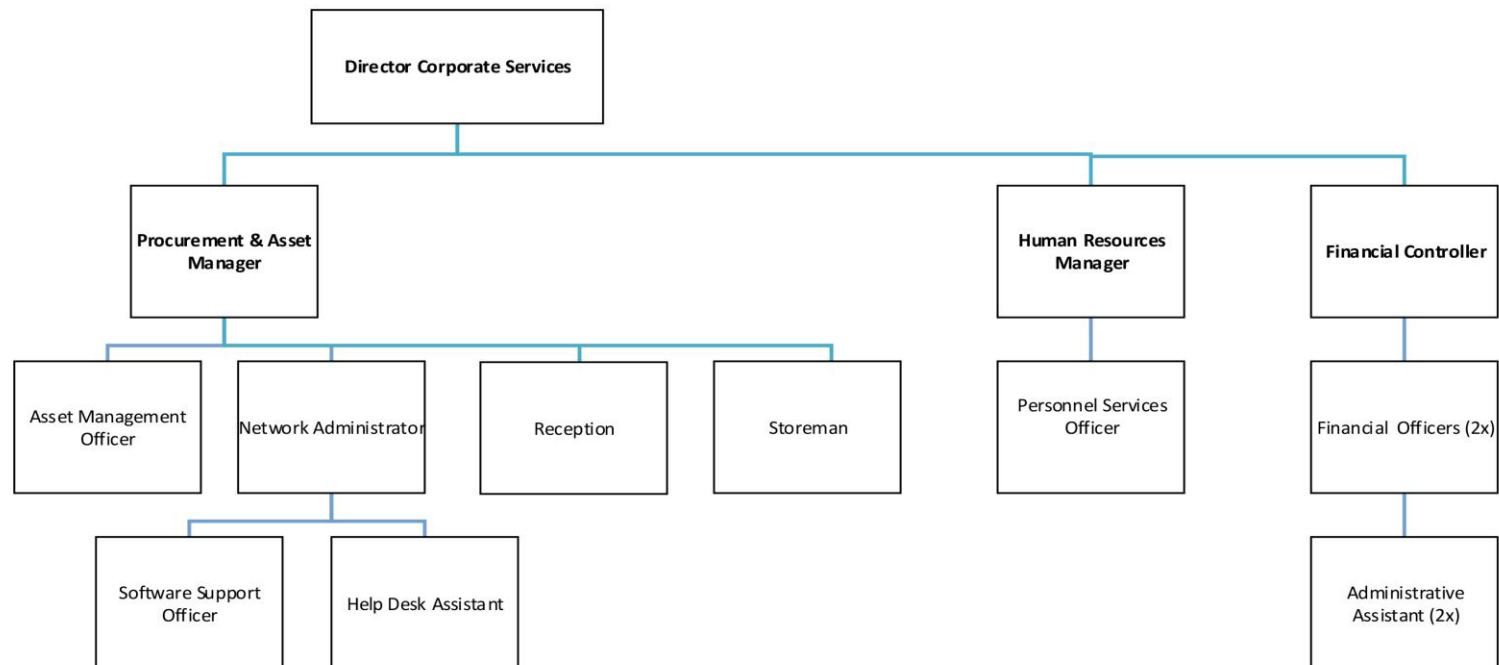 Director Corporate Services
Procurement & Asset
Manager
Human Resources
Manager
Financial Controller
Asset Management
Officer
Network Administrator
Reception
Storeman
Personnel Services
Officer
Financial Officers (2x)
Software Support
Officer
Help Desk Assistant
Administrative
Assistant (2x)